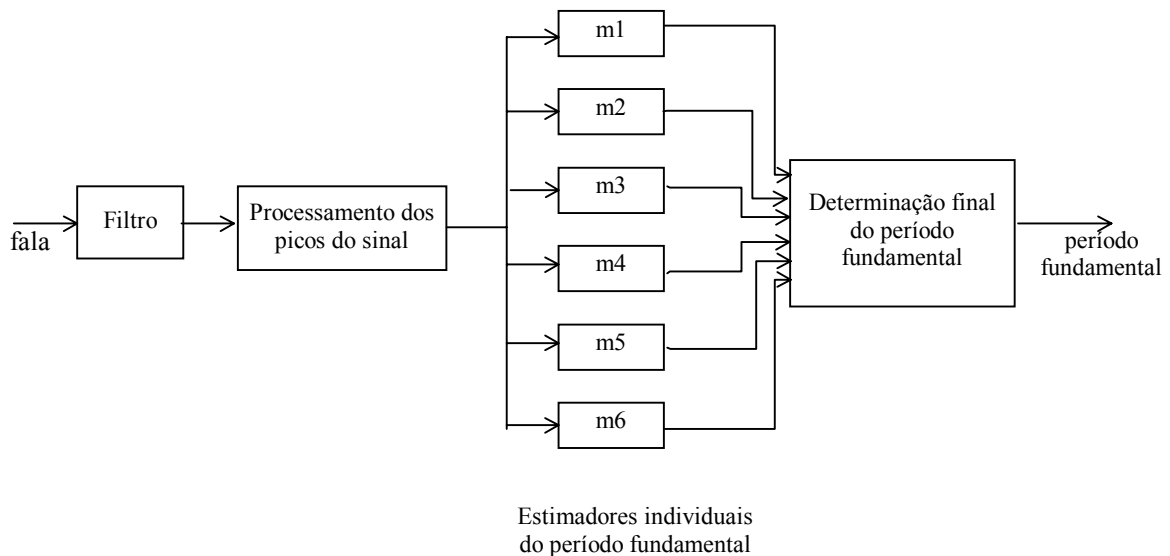 fala
Filtro
Processamento dos
picos do sinal
m1
m2
m3
m4
m5
m6
Determinação final
do período
fundamental
período
fundamental
Estimadores individuais
do período fundamental